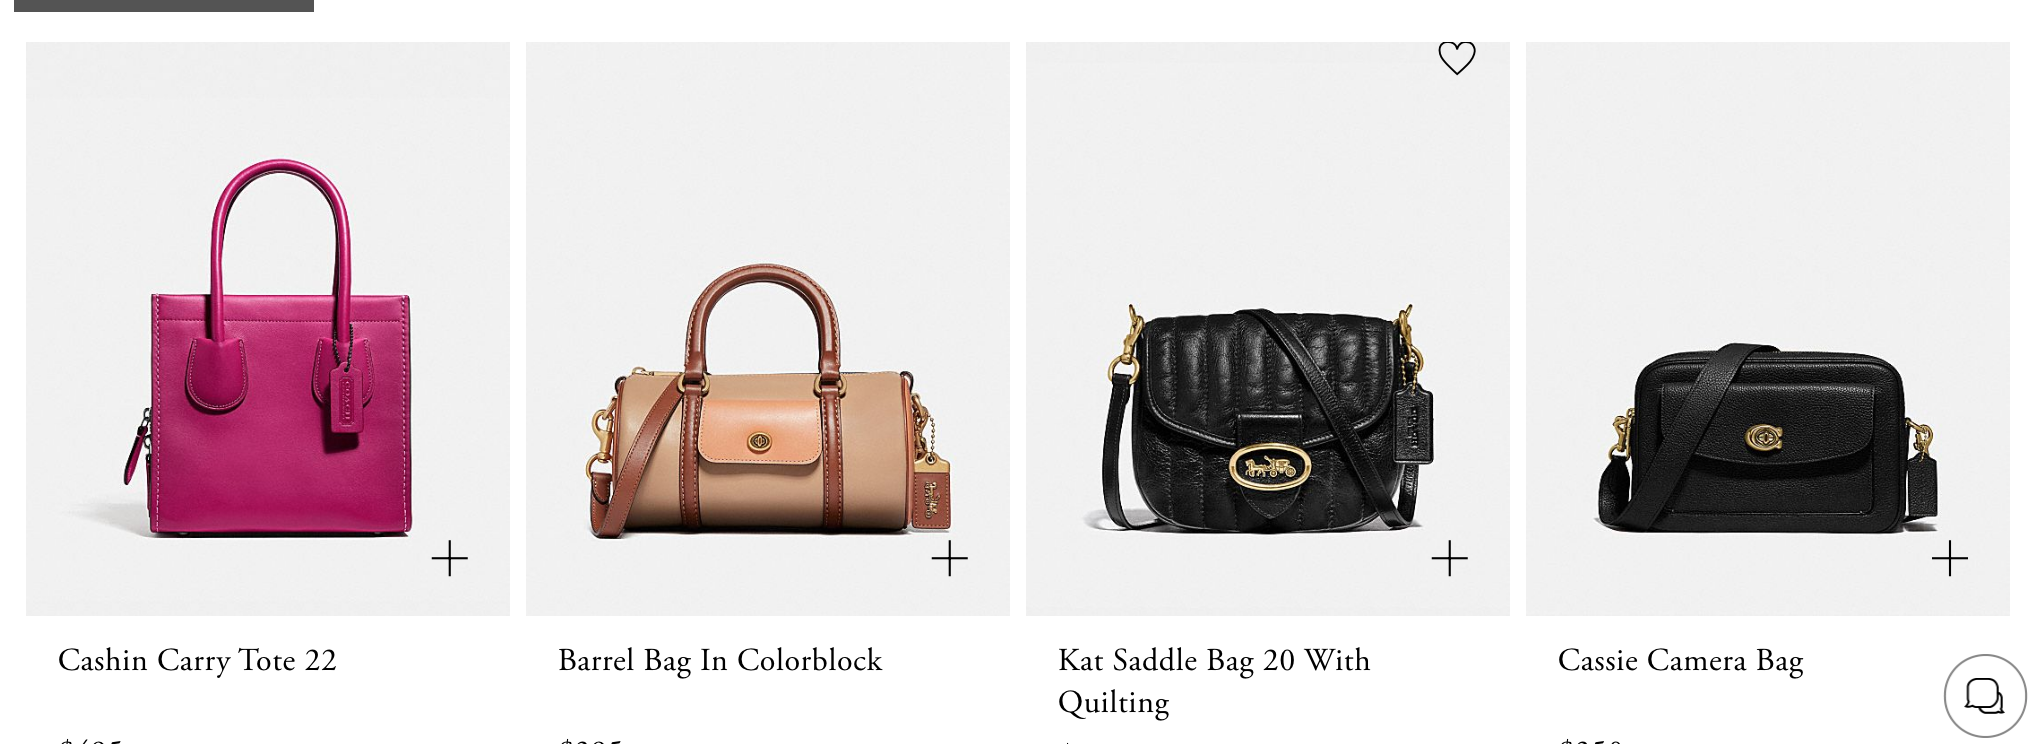 Cashin Carry Tote 22
Barrel Bag In Colorblock
Kat Saddle Bag 20 With
Quilting
Cassie Camera Bag